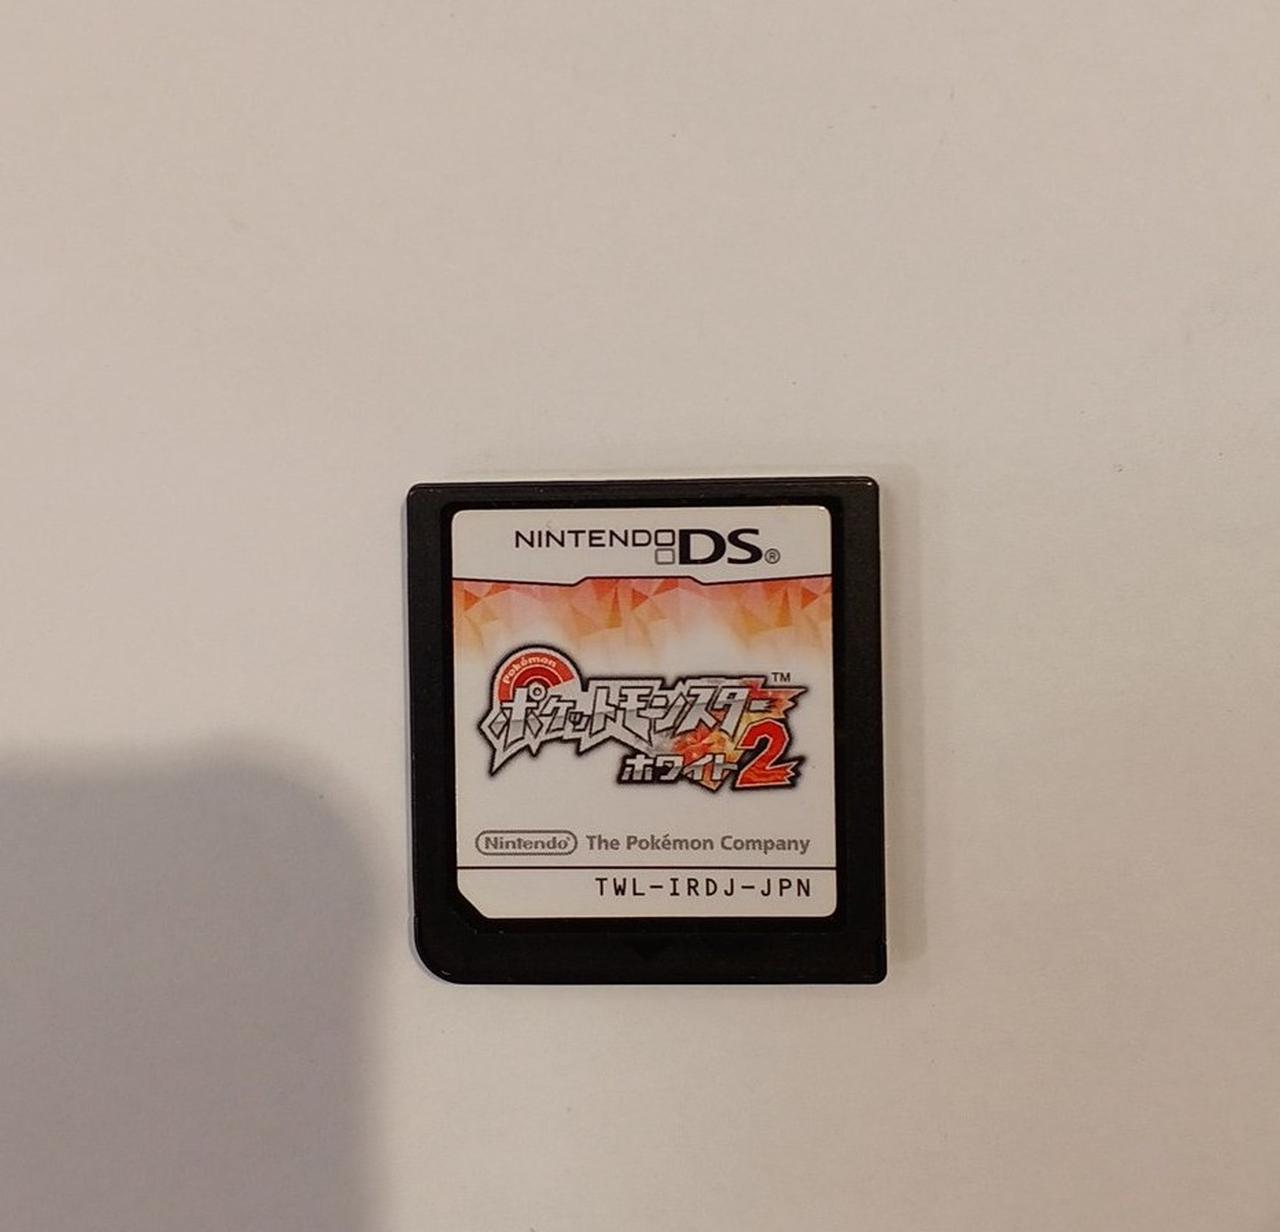 NINTENDO DS®
Pokémon
ポケットモンスター™
ホワイト2
Nintendo® The Pokémon Company
TWL-IRDJ-JPN